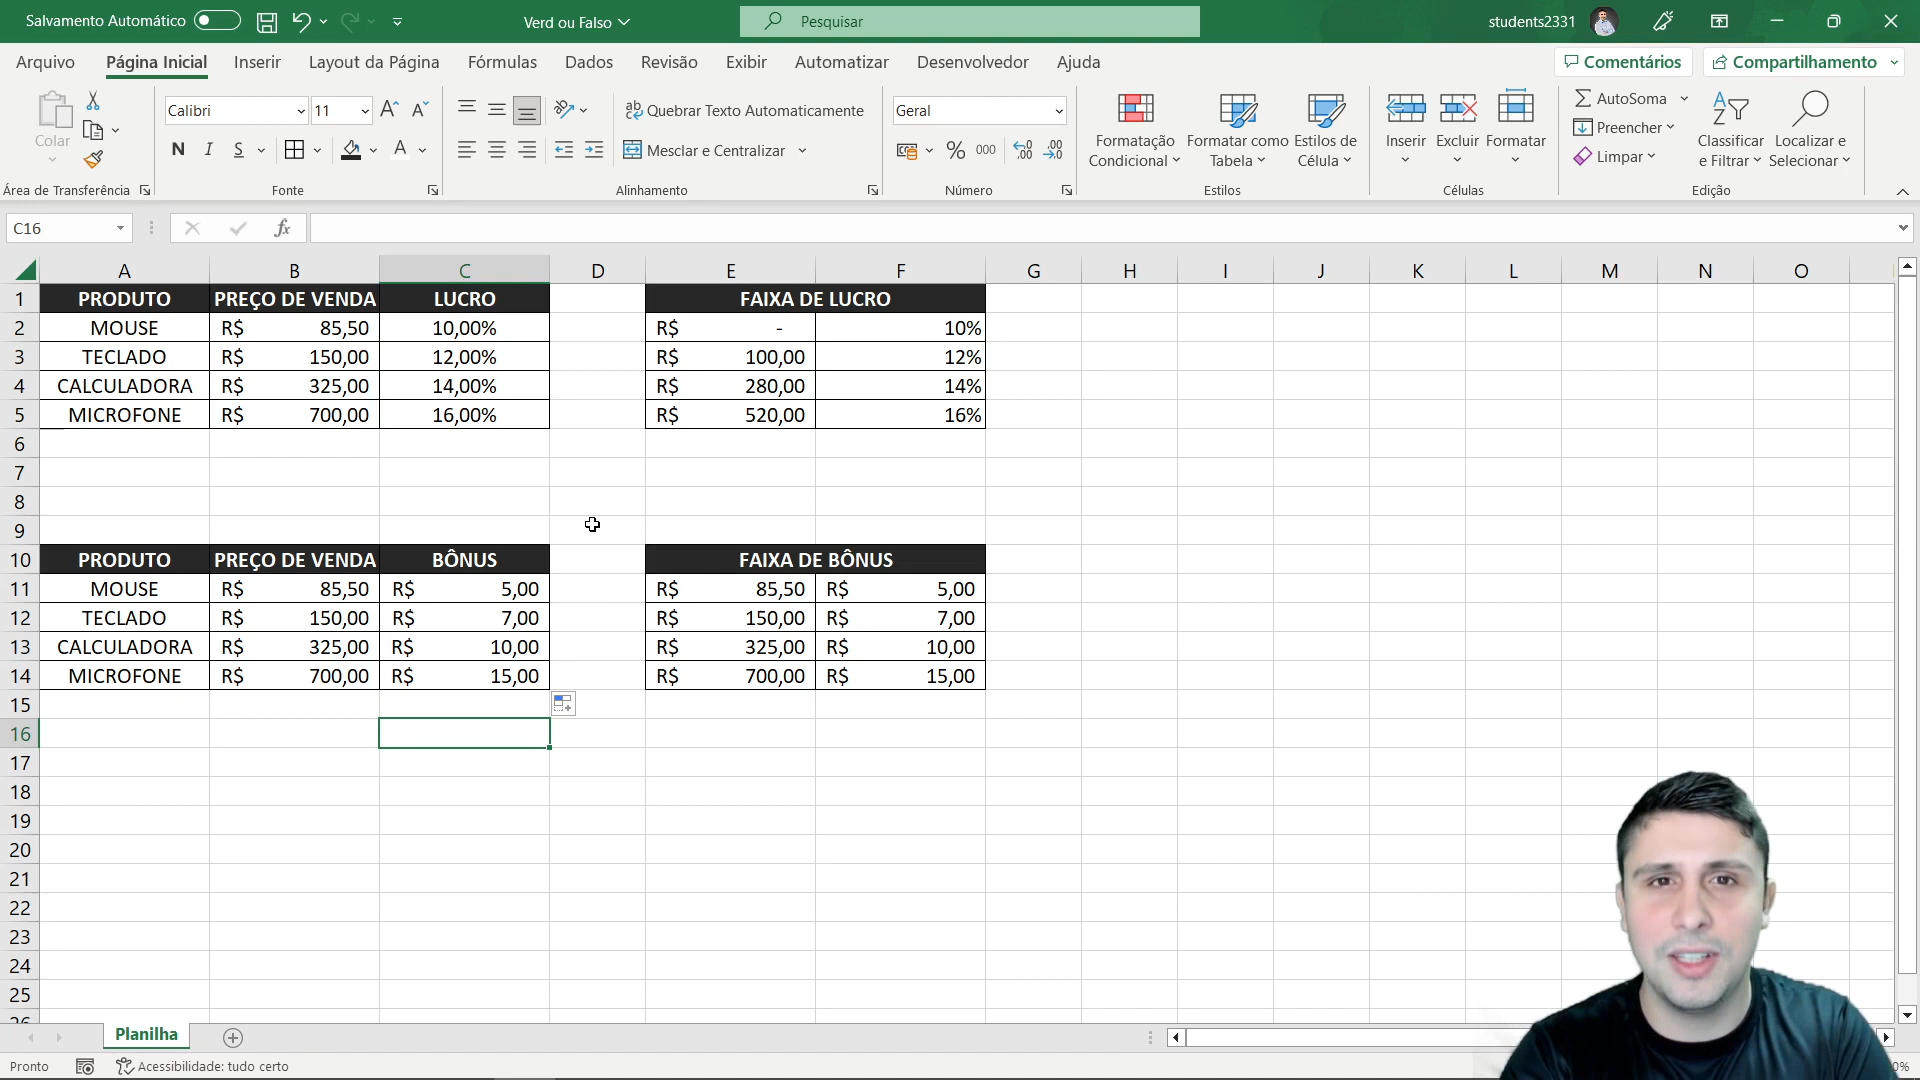 Salvamento Automático
Verd ou Falso
Pesquisar
students2331
Arquivo Página Inicial Inserir Layout da Página Fórmulas Dados Revisão Exibir Automatizar Desenvolvedor Ajuda Comentários Compartilhamento
Colar
Área de Transferência
Calibri 11
N I S
Fonte
Quebrar Texto Automaticamente
Mesclar e Centralizar
Alinhamento
Geral
% 000
Número
Formatação Condicional
Formatar como Tabela
Estilos de Célula
Estilos
Inserir Excluir Formatar
Células
AutoSoma
Preencher
Limpar
Classificar e Filtrar
Localizar e Selecionar
Edição
C16 fx
A B C D E F G H I J K L M N O
1 PRODUTO PREÇO DE VENDA LUCRO FAIXA DE LUCRO
2 MOUSE R$ 85,50 10,00% R$ - 10%
3 TECLADO R$ 150,00 12,00% R$ 100,00 12%
4 CALCULADORA R$ 325,00 14,00% R$ 280,00 14%
5 MICROFONE R$ 700,00 16,00% R$ 520,00 16%
6
7
8
9
10 PRODUTO PREÇO DE VENDA BÔNUS FAIXA DE BÔNUS
11 MOUSE R$ 85,50 R$ 5,00 R$ 85,50 R$ 5,00
12 TECLADO R$ 150,00 R$ 7,00 R$ 150,00 R$ 7,00
13 CALCULADORA R$ 325,00 R$ 10,00 R$ 325,00 R$ 10,00
14 MICROFONE R$ 700,00 R$ 15,00 R$ 700,00 R$ 15,00
15
16
17
18
19
20
21
22
23
24
25
Planilha
Pronto Acessibilidade: tudo certo